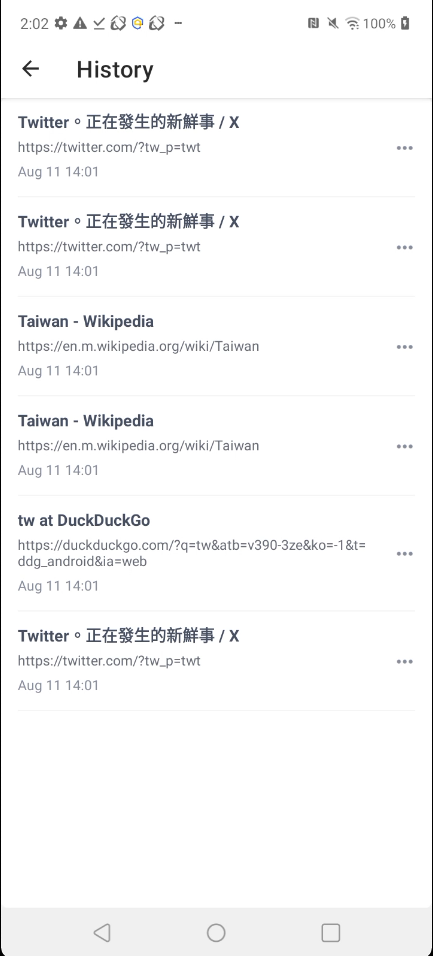 2:02
100%
History
Twitter。正在發生的新鮮事 / X
https://twitter.com/?tw_p=twt
Aug 11 14:01
Twitter。正在發生的新鮮事 / X
https://twitter.com/?tw_p=twt
Aug 11 14:01
Taiwan - Wikipedia
https://en.m.wikipedia.org/wiki/Taiwan
Aug 11 14:01
Taiwan - Wikipedia
https://en.m.wikipedia.org/wiki/Taiwan
Aug 11 14:01
tw at DuckDuckGo
https://duckduckgo.com/?q=tw&atb=v390-3ze&ko=-1&t=
ddg_android&ia=web
Aug 11 14:01
Twitter。正在發生的新鮮事 / X
https://twitter.com/?tw_p=twt
Aug 11 14:01